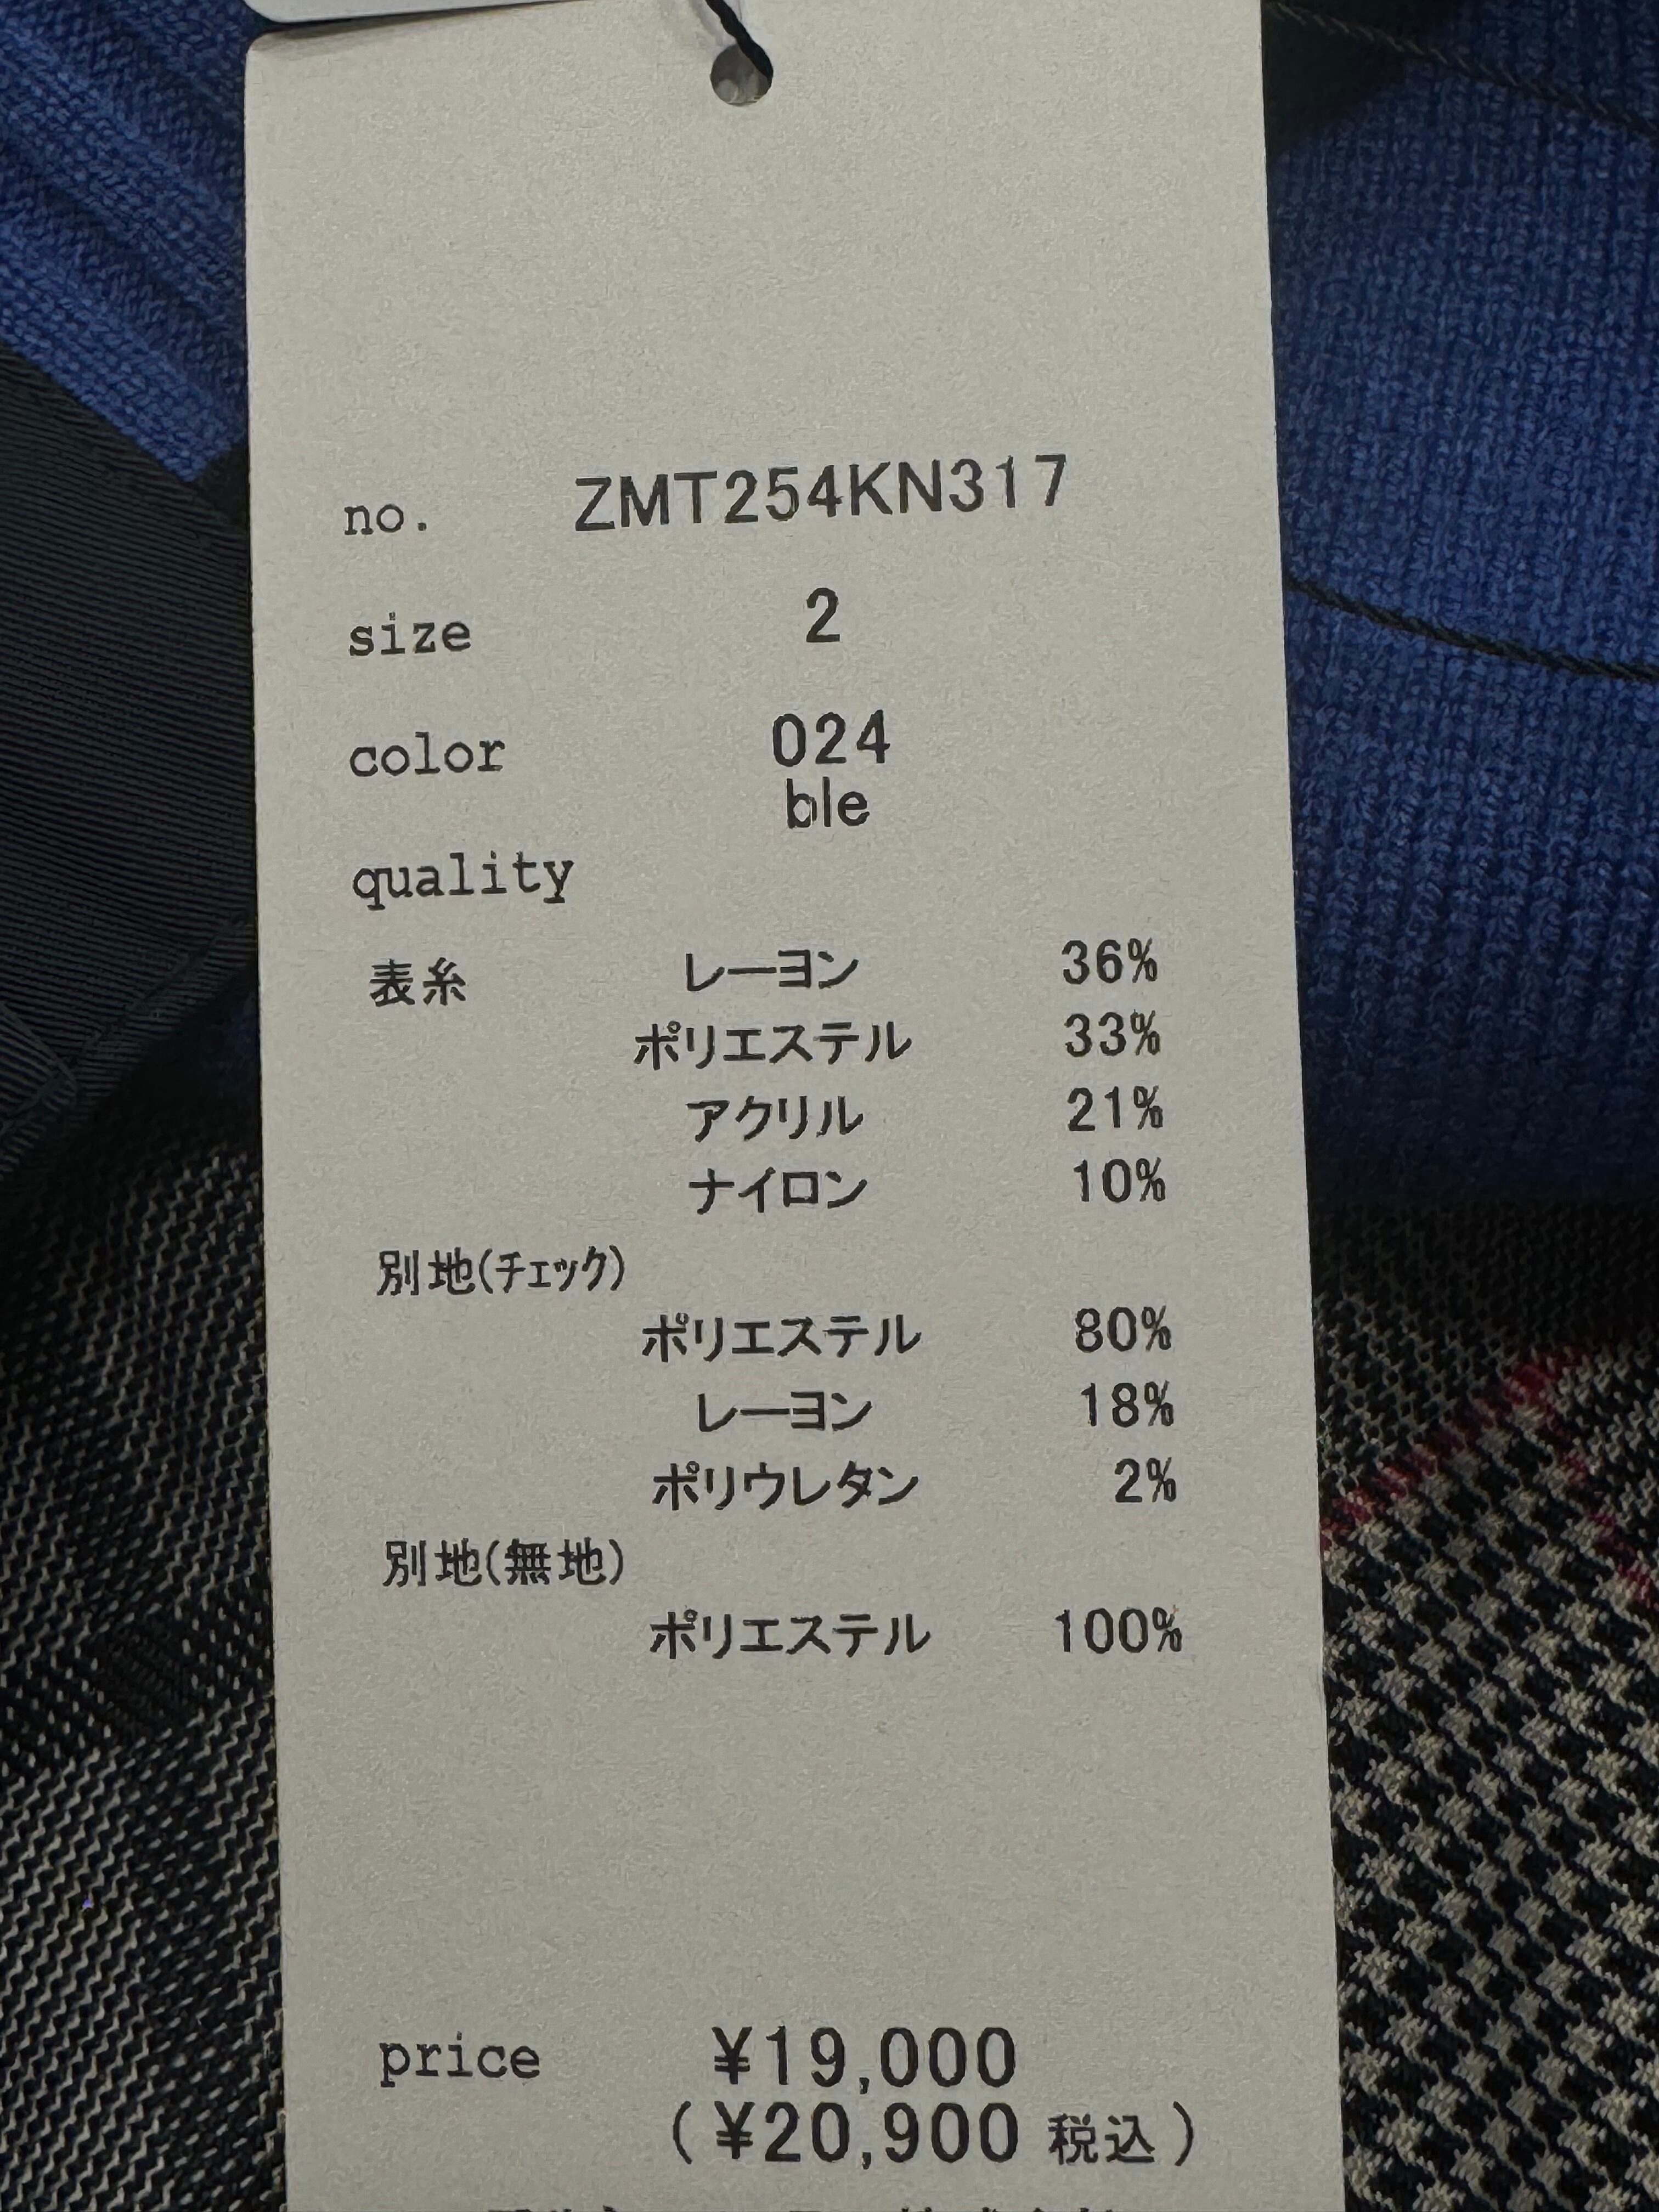 no. ZMT254KN317
size 2
color 024
ble
quality
表糸 レーヨン 36%
ポリエステル 33%
アクリル 21%
ナイロン 10%
別地(チェック)
ポリエステル 80%
レーヨン 18%
ポリウレタン 2%
別地(無地)
ポリエステル 100%
price ¥19,000
(¥20,900 税込)